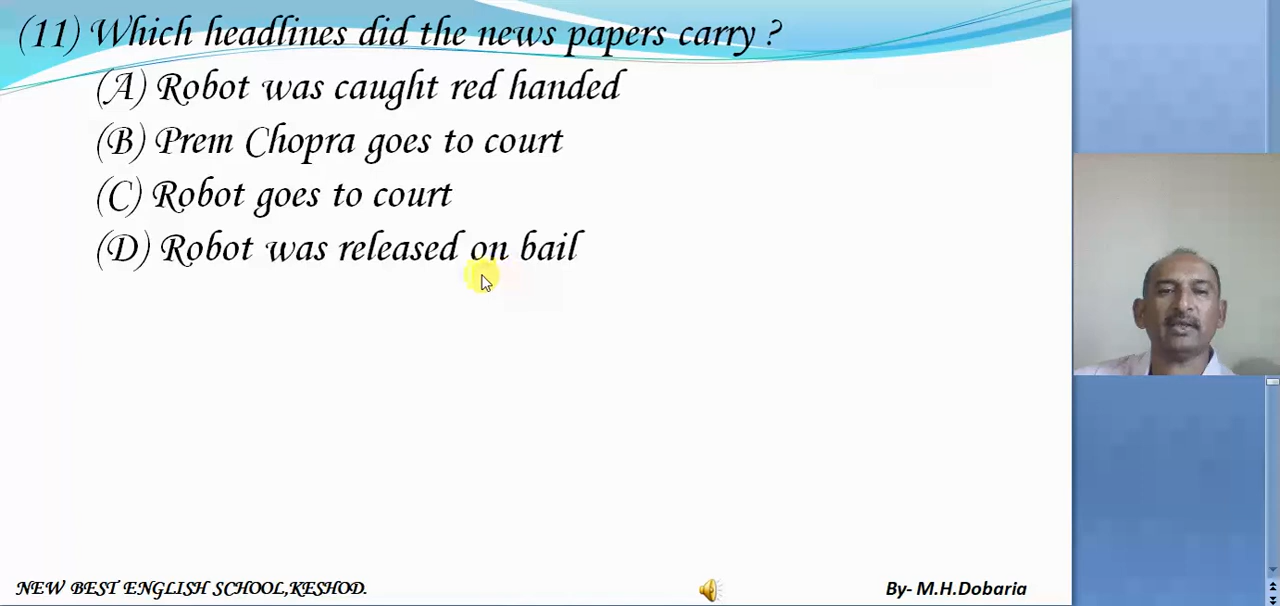 (11) Which headlines did the news papers carry ?
(A) Robot was caught red handed
(B) Prem Chopra goes to court
(C) Robot goes to court
(D) Robot was released on bail
NEW BEST ENGLISH SCHOOL,KESHOD.
By- M.H.Dobaria